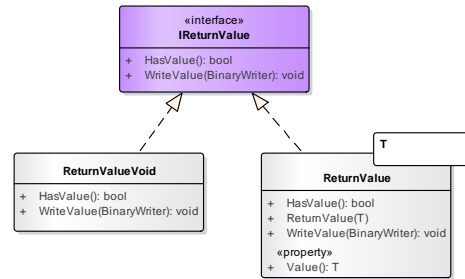 «interface»
IReturnValue
+ HasValue(): bool
+ WriteValue(BinaryWriter): void
T
ReturnValueVoid
+ HasValue(): bool
+ WriteValue(BinaryWriter): void
ReturnValue
+ HasValue(): bool
+ ReturnValue(T)
+ WriteValue(BinaryWriter): void
«property»
+ Value(): T